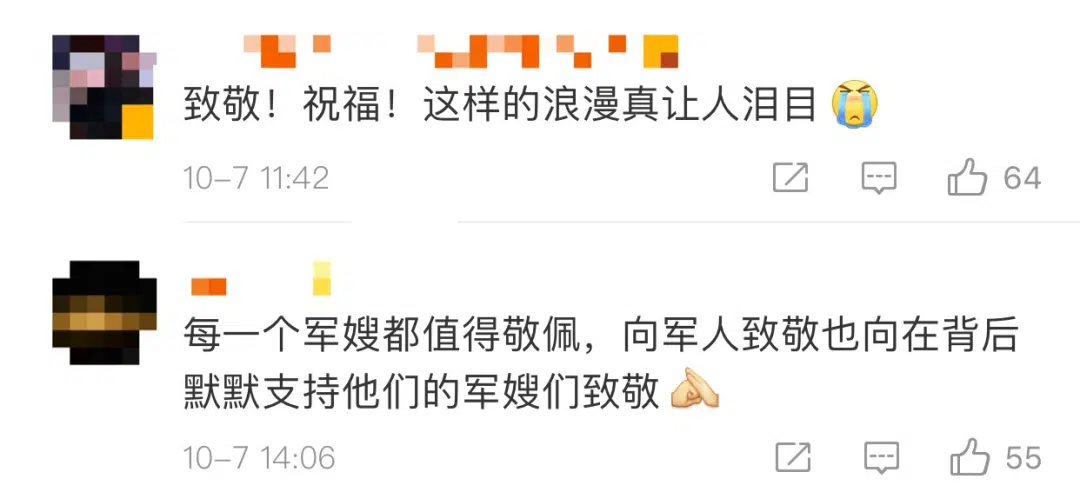 致敬！祝福！这样的浪漫真让人泪目
10-7 11:42
64
每一个军嫂都值得敬佩，向军人致敬也向在背后
默默支持他们的军嫂们致敬
10-7 14:06
55